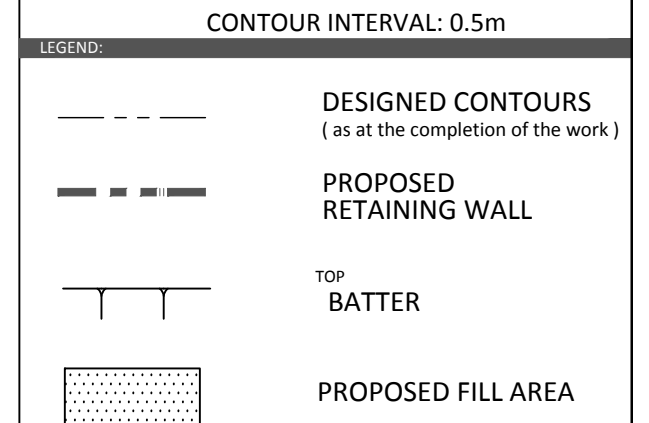 CONTOUR INTERVAL: 0.5m
LEGEND:
DESIGNED CONTOURS
( as at the completion of the work )
PROPOSED
RETAINING WALL
TOP
BATTER
PROPOSED FILL AREA